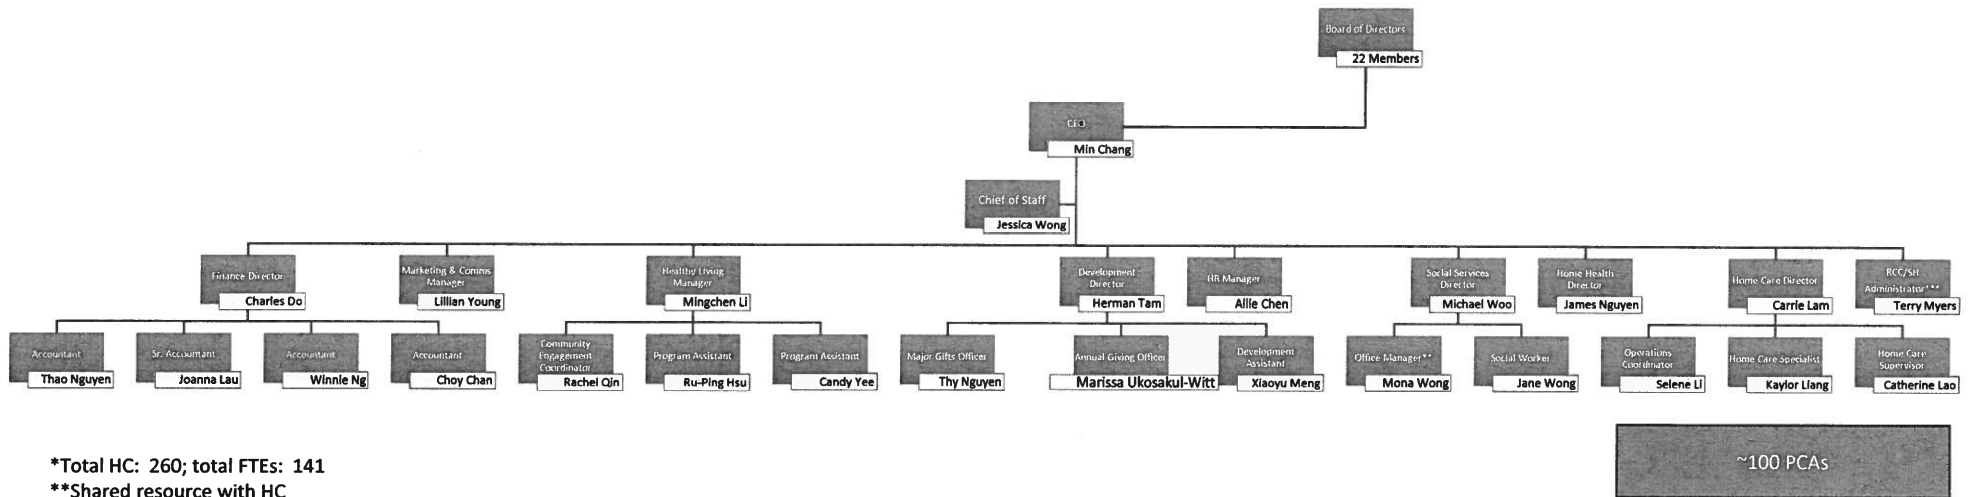 Board of Directors
22 Members
CEO
Min Chang
Chief of Staff
Jessica Wong
Finance Director
Charles Do
Marketing & Comms
Manager
Lillian Young
Healthy Living
Manager
Mingchen Li
Development
Director
Herman Tam
HR Manager
Allie Chen
Social Services
Director
Michael Woo
Home Health
Director
James Nguyen
Home Care Director
Carrie Lam
RCC/SH
Administrator***
Terry Myers
Accountant
Thao Nguyen
Sr. Accountant
Joanna Lau
Accountant
Winnie Ng
Accountant
Choy Chan
Community
Engagement
Coordinator
Rachel Qin
Program Assistant
Ru-Ping Hsu
Program Assistant
Candy Yee
Major Gifts Officer
Thy Nguyen
Annual Giving Officer
Marissa Ukosakul-Witt
Development
Assistant
Xiaoyu Meng
Office Manager**
Mona Wong
Social Worker
Jane Wong
Operations
Coordinator
Selene Li
Home Care Specialist
Kaylor Liang
Home Care
Supervisor
Catherine Lao
~100 PCAs
*Total HC: 260; total FTEs: 141
**Shared resource with HC